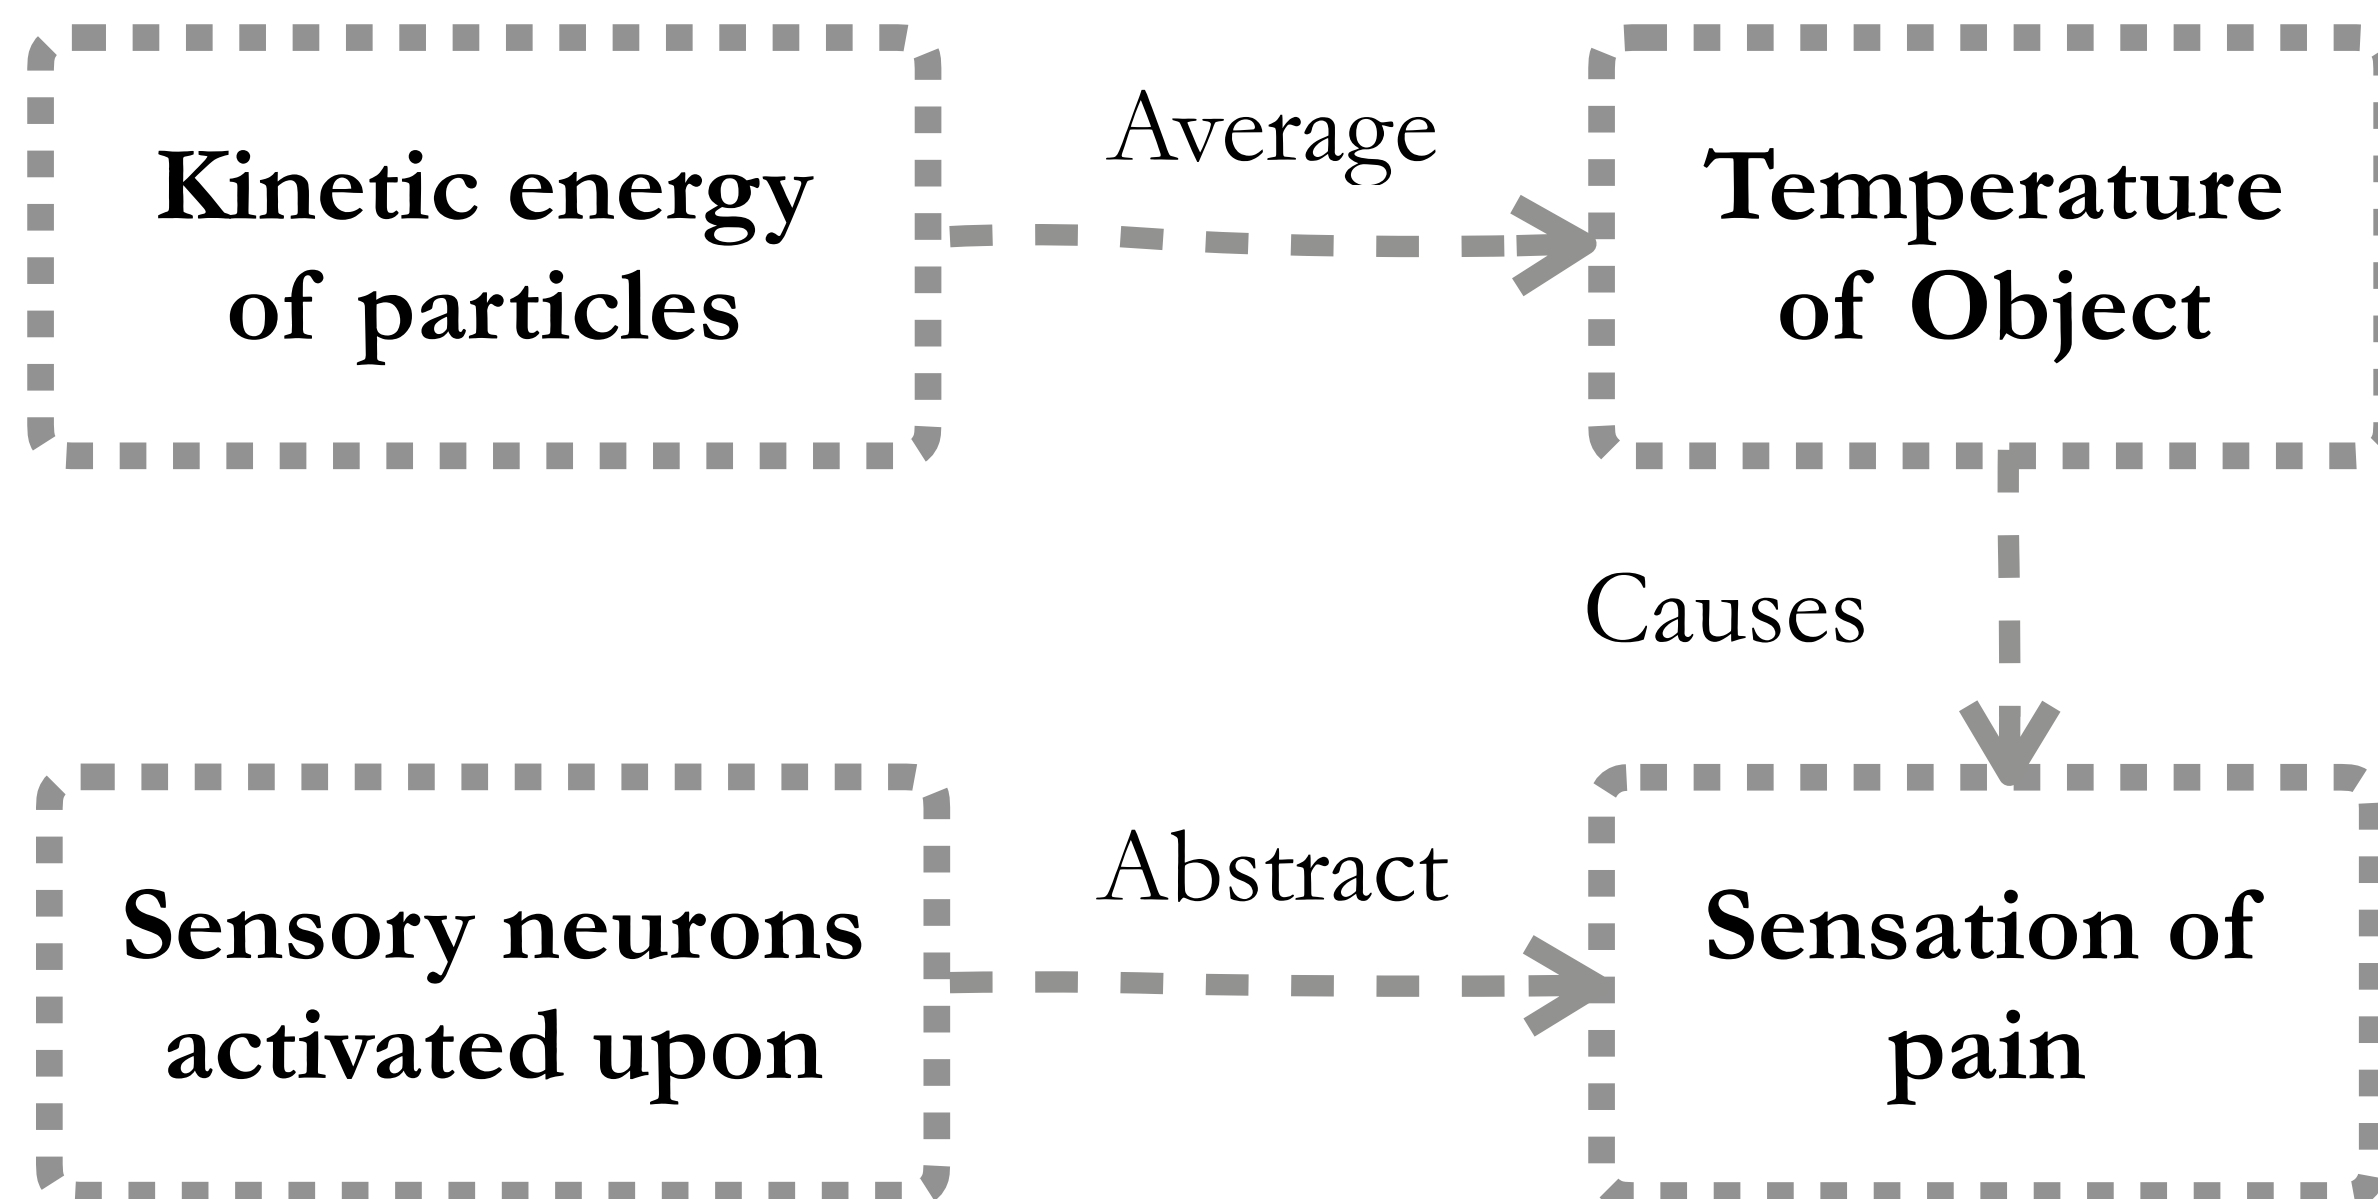 Kinetic energy
of particles
Average
Temperature
of Object
Causes
Sensory neurons
activated upon
Abstract
Sensation of
pain